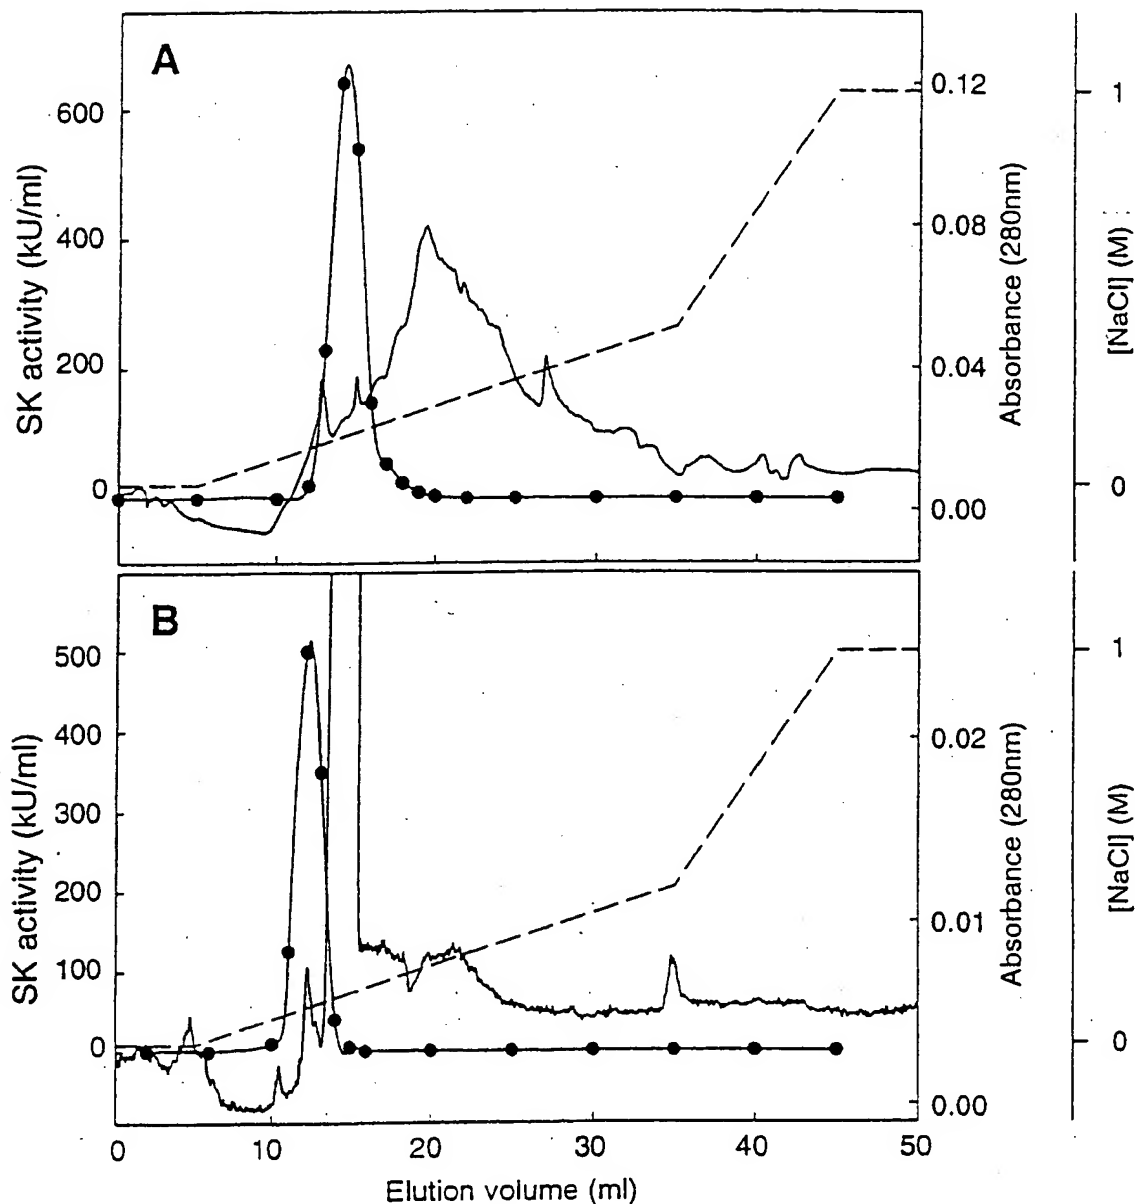 A
600
400
200
0
SK activity (kU/ml)
0.12
0.08
0.04
0.00
Absorbance (280nm)
1
0
[NaCl] (M)
B
500
400
300
200
100
0
SK activity (kU/ml)
0.02
0.01
0.00
Absorbance (280nm)
1
0
[NaCl] (M)
0 10 20 30 40 50
Elution volume (ml)